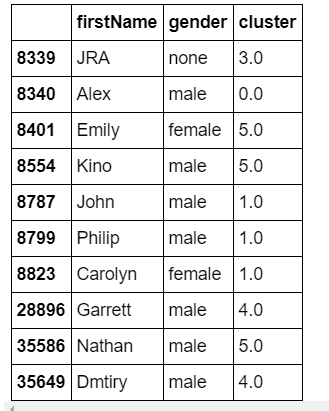 firstName gender cluster
8339 JRA none 3.0
8340 Alex male 0.0
8401 Emily female 5.0
8554 Kino male 5.0
8787 John male 1.0
8799 Philip male 1.0
8823 Carolyn female 1.0
28896 Garrett male 4.0
35586 Nathan male 5.0
35649 Dmtiry male 4.0